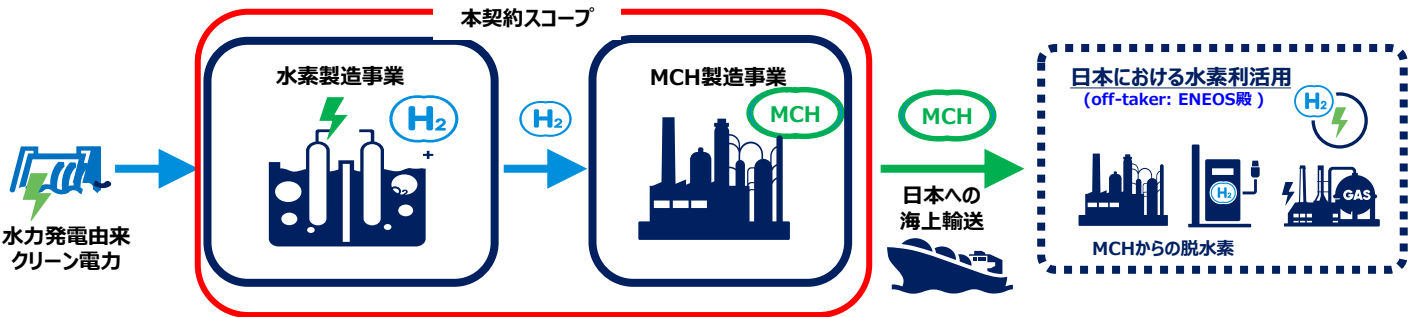 本契約スコープ
水素製造事業
H2
+
O2
水力発電由来
クリーン電力
H2
MCH製造事業
MCH
MCH
日本への
海上輸送
日本における水素利活用
(off-taker: ENEOS殿 )
H2
H2
GAS
MCHからの脱水素